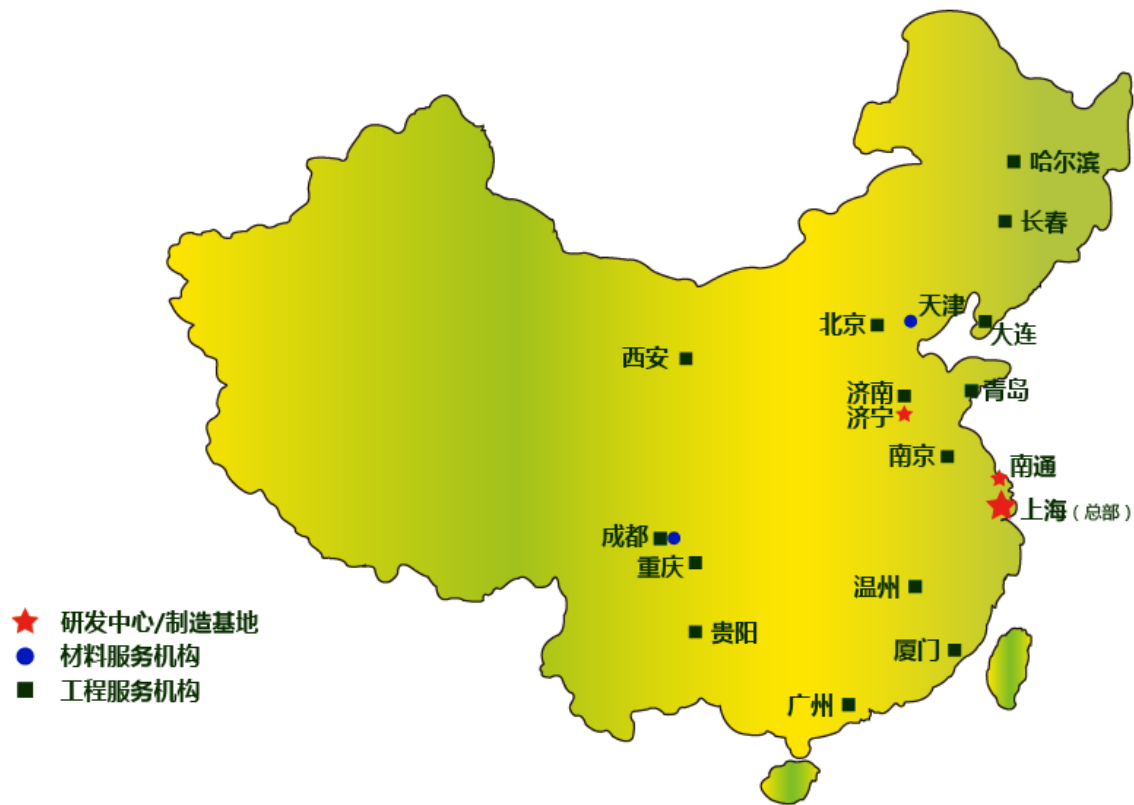 哈尔滨
长春
天津
北京
大连
西安
济南
青岛
济宁
南京
南通
上海（总部）
成都
重庆
温州
研发中心/制造基地
贵阳
材料服务机构
厦门
工程服务机构
广州